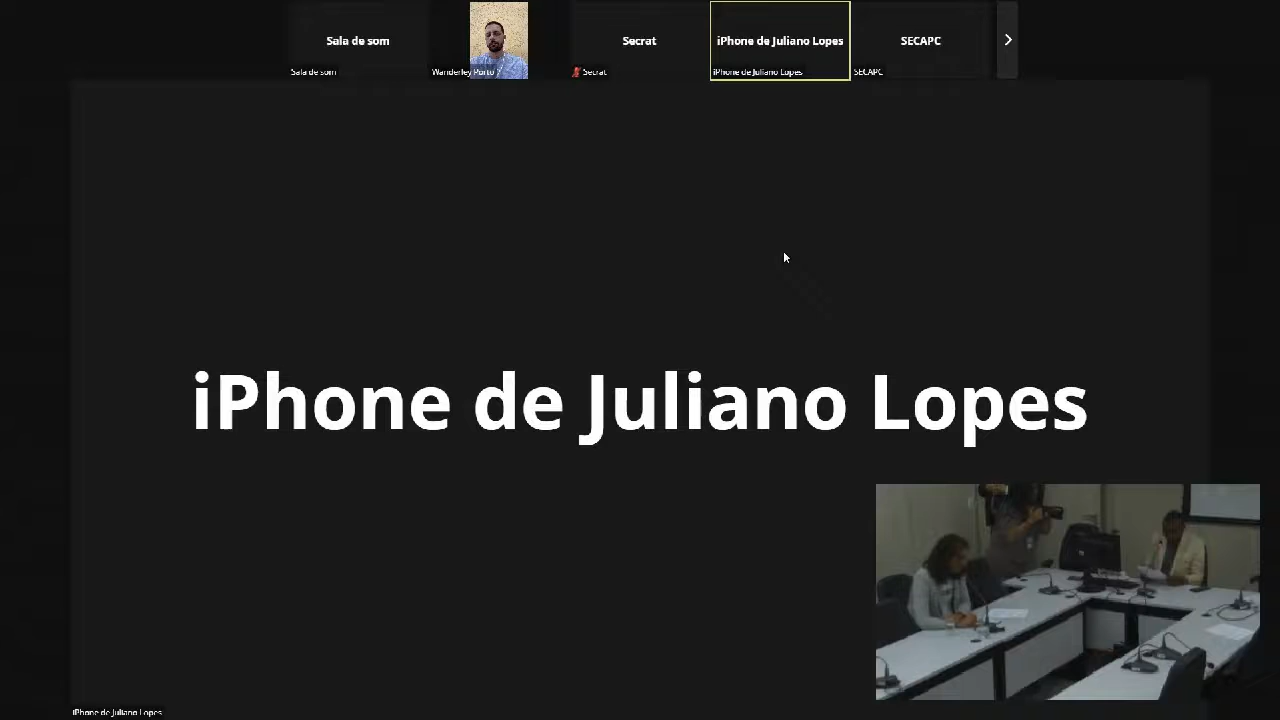 Sala de som
Secrat
iPhone de Juliano Lopes
SECAPC
Sala de som
Wanderley Porto
Secrat
iPhone de Juliano Lopes
SECAPC
iPhone de Juliano Lopes
iPhone de Juliano Lopes